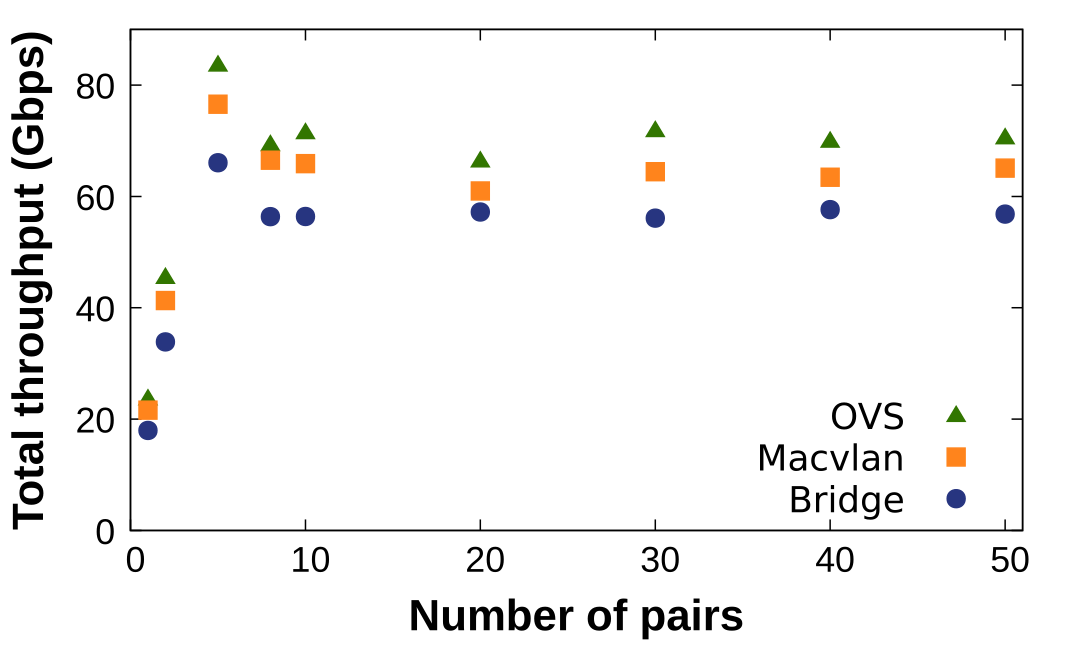 Total throughput (Gbps)
80
60
40
20
0
0 10 20 30 40 50
Number of pairs
OVS
Macvlan
Bridge